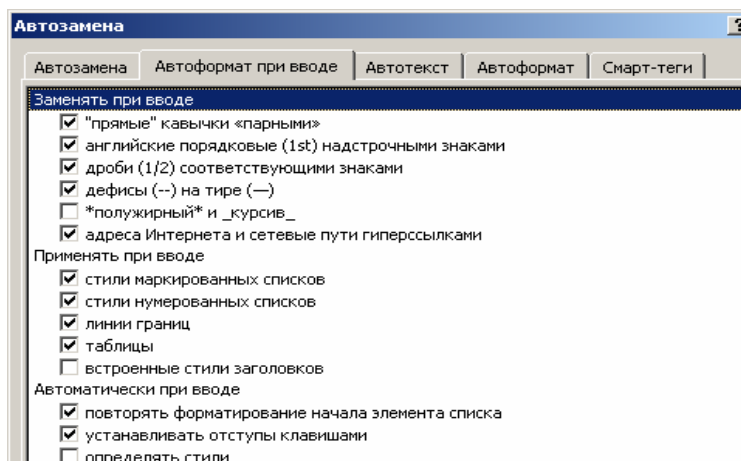 Автозамена ?
Автозамена Автоформат при вводе Автотекст Автоформат Смарт-теги
Заменять при вводе
"прямые" кавычки «парными»
английские порядковые (1st) надстрочными знаками
дроби (1/2) соответствующими знаками
дефисы (--) на тире (—)
*полужирный* и _курсив_
адреса Интернета и сетевые пути гиперссылками
Применять при вводе
стили маркированных списков
стили нумерованных списков
линии границ
таблицы
встроенные стили заголовков
Автоматически при вводе
повторять форматирование начала элемента списка
устанавливать отступы клавишами
определять стили